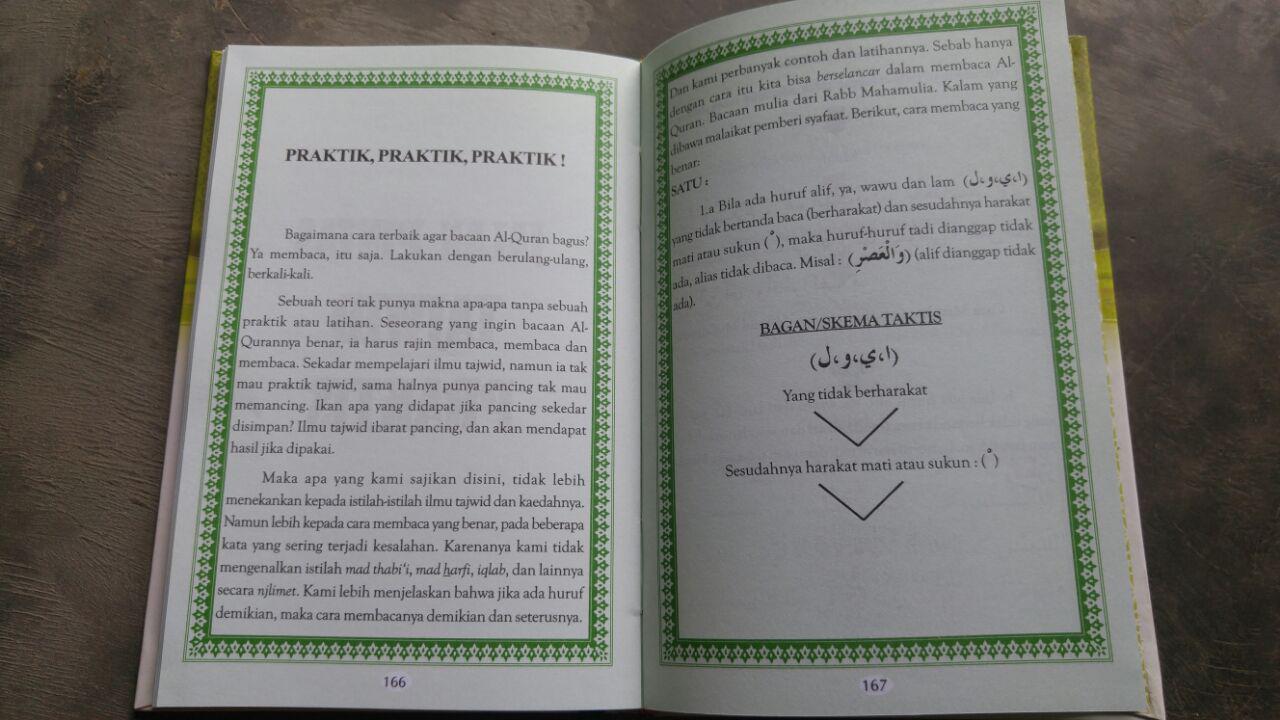 PRAKTIK, PRAKTIK, PRAKTIK !
Bagaimana cara terbaik agar bacaan Al-Quran bagus?
Ya membaca, itu saja. Lakukan dengan berulang-ulang,
berkali-kali.
Sebuah teori tak punya makna apa-apa tanpa sebuah
praktik atau latihan. Seseorang yang ingin bacaan Al-
Qurannya benar, ia harus rajin membaca, membaca dan
membaca. Sekadar mempelajari ilmu tajwid, namun ia tak
mau praktik tajwid, sama halnya punya pancing tak mau
memancing. Ikan apa yang didapat jika pancing sekedar
disimpan? Ilmu tajwid ibarat pancing, dan akan mendapat
hasil jika dipakai.
Maka apa yang kami sajikan disini, tidak lebih
menekankan kepada istilah-istilah ilmu tajwid dan kaedahnya.
Namun lebih kepada cara membaca yang benar, pada beberapa
kata yang sering terjadi kesalahan. Karenanya kami tidak
mengenalkan istilah mad thabi'i, mad harfi, iqlab, dan lainnya
secara njlimet. Kami lebih menjelaskan bahwa jika ada huruf
demikian, maka cara membacanya demikian dan seterusnya.
166
Dan kami perbanyak contoh dan latihannya. Sebab hanya
dengan cara itu kita bisa berselancar dalam membaca Al-
Quran. Bacaan mulia dari Rabb Mahamulia. Kalam yang
dibawa malaikat pemberi syafaat. Berikut, cara membaca yang
benar:
SATU :
1.a Bila ada huruf alif, ya, wawu dan lam (ا،ي،و،ل)
yang tidak bertanda baca (berharakat) dan sesudahnya harakat
mati atau sukun (ْ), maka huruf-huruf tadi dianggap tidak
ada, alias tidak dibaca. Misal : (وَالْعَصْرِ) (alif dianggap tidak
ada).
BAGAN/SKEMA TAKTIS
(ا،ي،و،ل)
Yang tidak berharakat
Sesudahnya harakat mati atau sukun : (ْ)
167